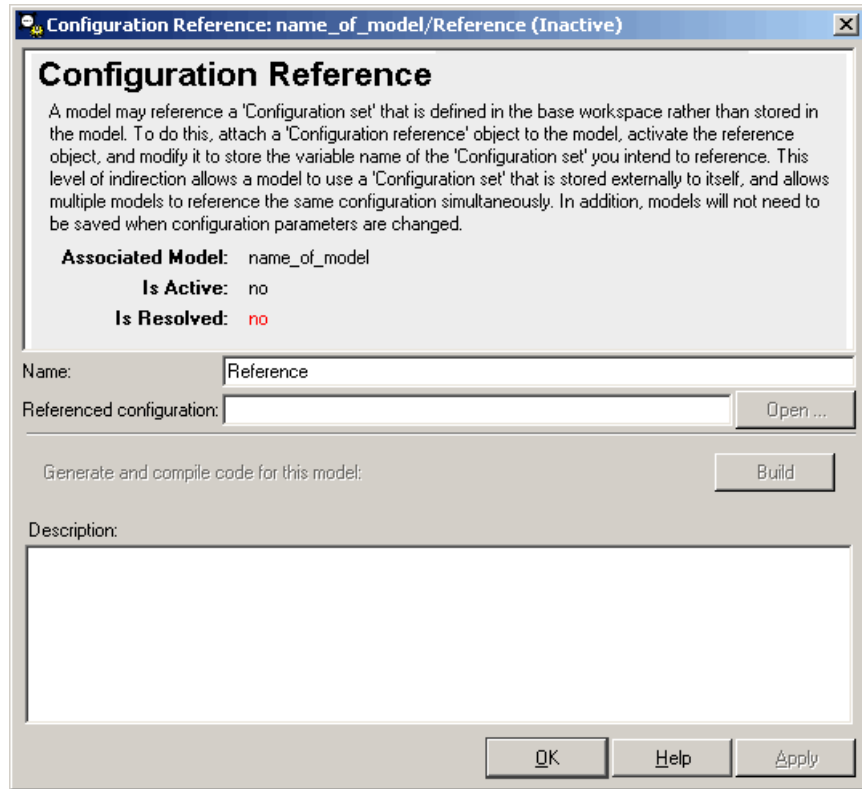 Configuration Reference: name_of_model/Reference (Inactive)
Configuration Reference
A model may reference a 'Configuration set' that is defined in the base workspace rather than stored in
the model. To do this, attach a 'Configuration reference' object to the model, activate the reference
object, and modify it to store the variable name of the 'Configuration set' you intend to reference. This
level of indirection allows a model to use a 'Configuration set' that is stored externally to itself, and allows
multiple models to reference the same configuration simultaneously. In addition, models will not need to
be saved when configuration parameters are changed.
Associated Model: name_of_model
Is Active: no
Is Resolved: no
Name: Reference
Referenced configuration: Open ...
Generate and compile code for this model: Build
Description:
OK Help Apply